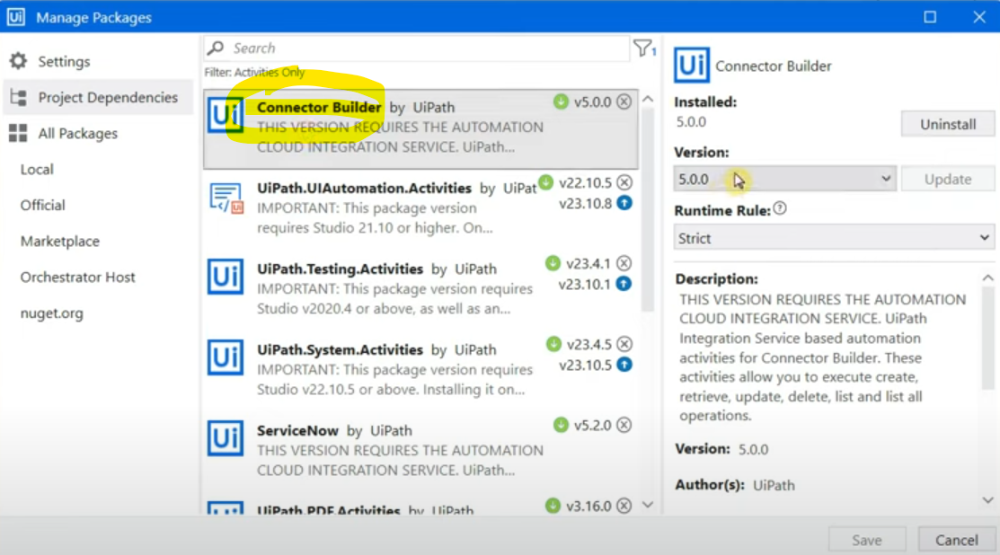 Ui Manage Packages
Settings
Project Dependencies
All Packages
Local
Official
Marketplace
Orchestrator Host
nuget.org
Search
1
Filter: Activities Only
Ui
Connector Builder by UiPath
v5.0.0
THIS VERSION REQUIRES THE AUTOMATION
CLOUD INTEGRATION SERVICE. UiPath...
UiPath.UIAutomation.Activities by UiPat
v22.10.5
IMPORTANT: This package version
v23.10.8
requires Studio 21.10 or higher. On...
Ui
UiPath.Testing.Activities by UiPath
v23.4.1
IMPORTANT: This package version requires
v23.10.1
Studio v2020.4 or above, as well as an...
Ui
UiPath.System.Activities by UiPath
v23.4.5
IMPORTANT: This package version requires
v23.10.5
Studio v22.10.5 or above. Installing it on...
Ui
ServiceNow by UiPath
v5.2.0
THIS VERSION REQUIRES THE AUTOMATION
CLOUD INTEGRATION SERVICE. UiPath...
UiPath.PDF.Activities by UiPath
v3.16.0
Ui Connector Builder
Installed:
5.0.0
Uninstall
Version:
5.0.0
Update
Runtime Rule: ?
Strict
Description:
THIS VERSION REQUIRES THE AUTOMATION
CLOUD INTEGRATION SERVICE. UiPath
Integration Service based automation
activities for Connector Builder. These
activities allow you to execute create,
retrieve, update, delete, list and list all
operations.
Version: 5.0.0
Author(s): UiPath
Save
Cancel